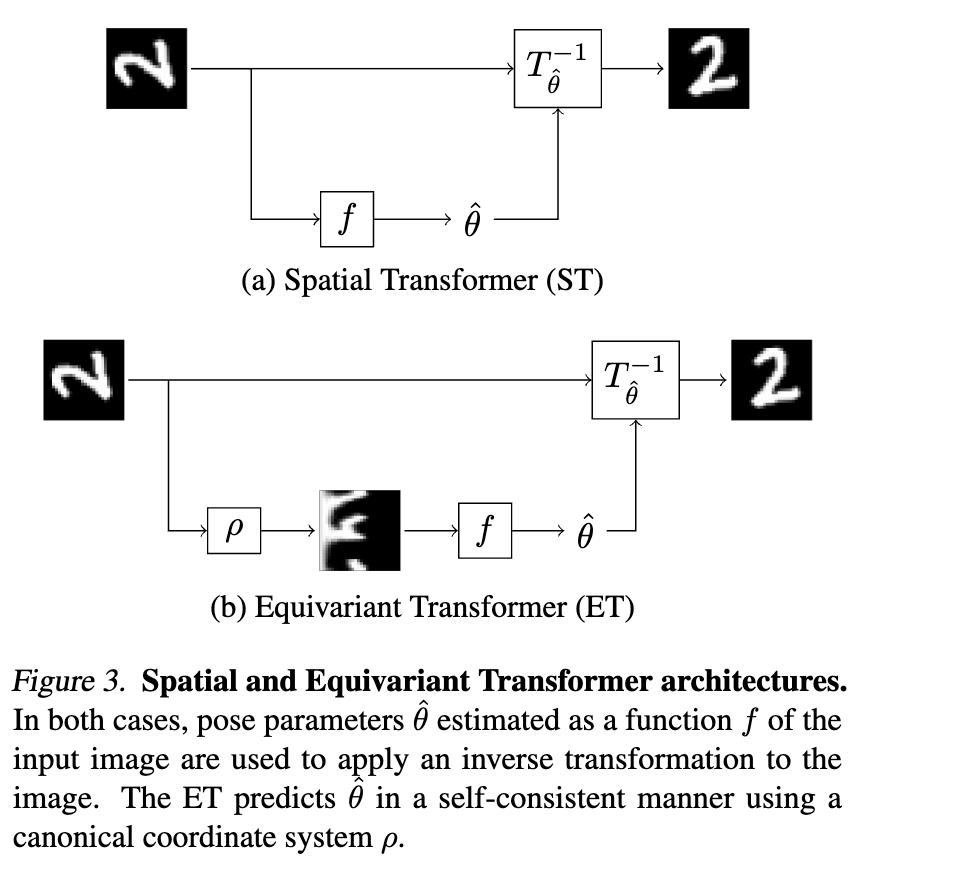 T_θ̂^{-1}
f
θ̂
(a) Spatial Transformer (ST)
T_θ̂^{-1}
ρ
f
θ̂
(b) Equivariant Transformer (ET)
Figure 3. Spatial and Equivariant Transformer architectures.
In both cases, pose parameters θ̂ estimated as a function f of the
input image are used to apply an inverse transformation to the
image. The ET predicts θ̂ in a self-consistent manner using a
canonical coordinate system ρ.